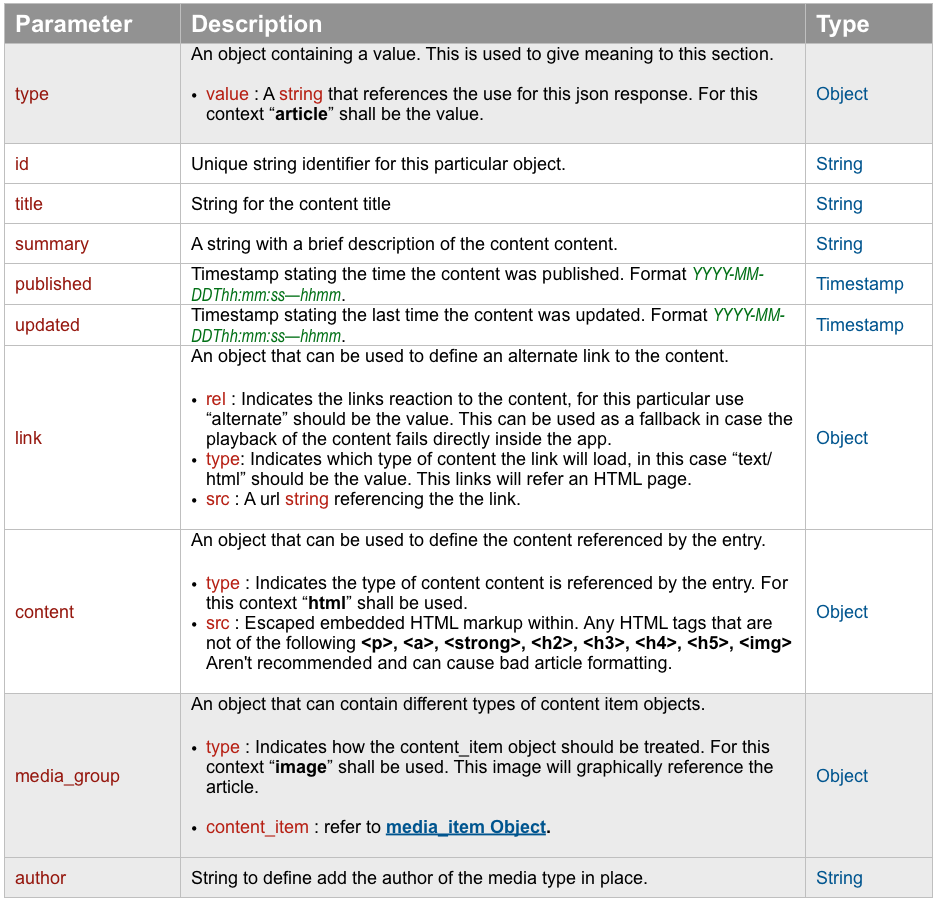 Parameter Description Type
An object containing a value. This is used to give meaning to this section.
type
• value : A string that references the use for this json response. For this
context “article” shall be the value.
Object
id Unique string identifier for this particular object. String
title String for the content title String
summary A string with a brief description of the content content. String
published Timestamp stating the time the content was published. Format YYYY-MM-
DDThh:mm:ss—hhmm. Timestamp
updated Timestamp stating the last time the content was updated. Format YYYY-MM-
DDThh:mm:ss—hhmm. Timestamp
An object that can be used to define an alternate link to the content.
• rel : Indicates the links reaction to the content, for this particular use
“alternate” should be the value. This can be used as a fallback in case the
playback of the content fails directly inside the app.
link
Object
• type: Indicates which type of content the link will load, in this case “text/
html” should be the value. This links will refer an HTML page.
• src : A url string referencing the the link.
An object that can be used to define the content referenced by the entry.
• type : Indicates the type of content content is referenced by the entry. For
this context “html” shall be used.
content
Object
• src : Escaped embedded HTML markup within. Any HTML tags that are
not of the following <p>, <a>, <strong>, <h2>, <h3>, <h4>, <h5>, <img>
Aren't recommended and can cause bad article formatting.
An object that can contain different types of content item objects.
• type : Indicates how the content_item object should be treated. For this
context “image” shall be used. This image will graphically reference the
article.
media_group
Object
• content_item : refer to media_item Object.
author String to define add the author of the media type in place. String